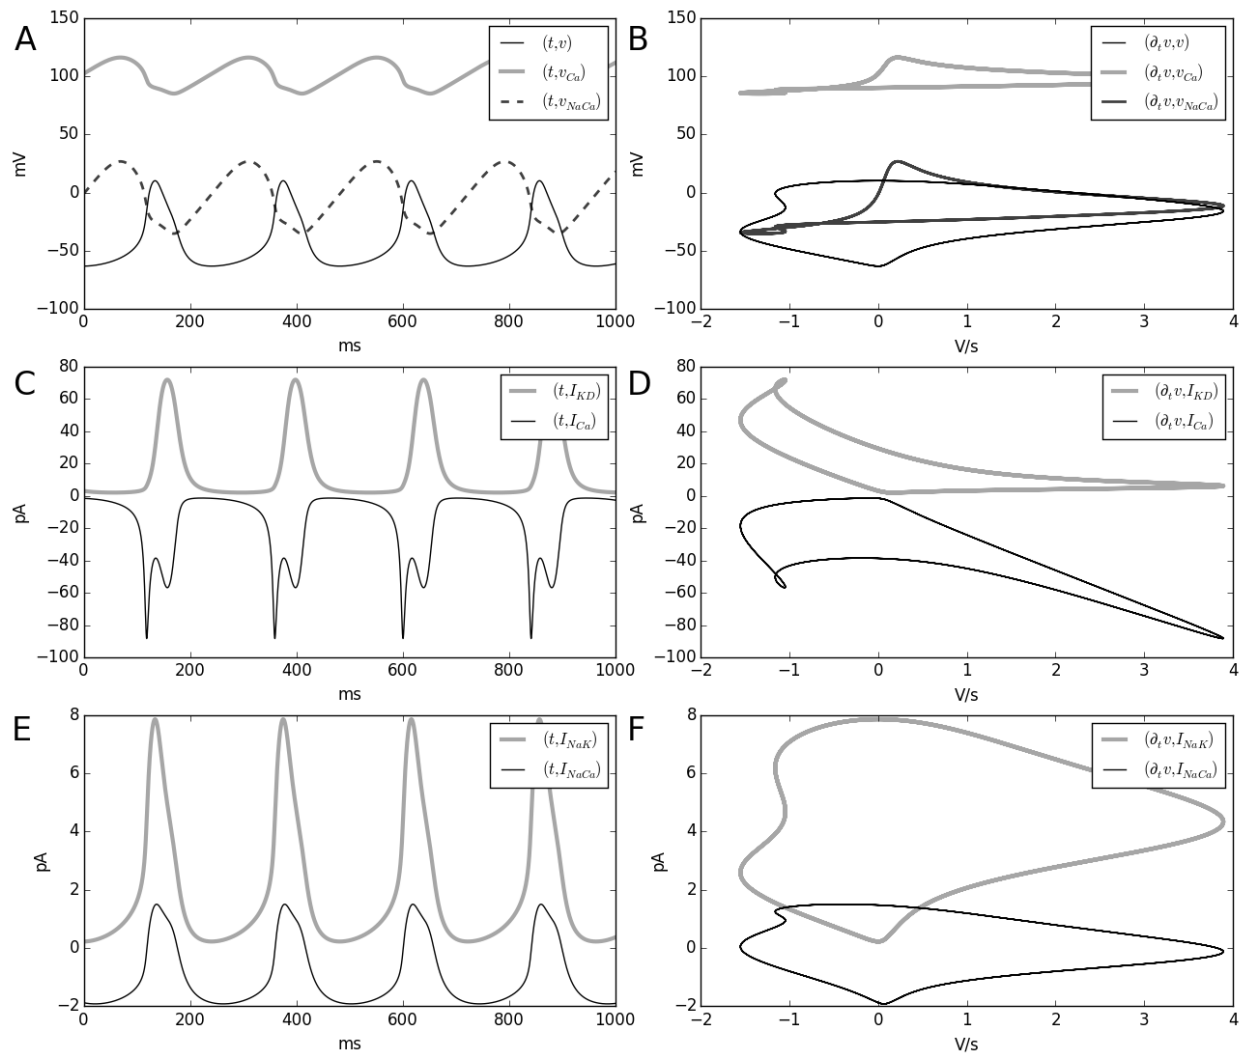 A
150
100
50
0
−50
−100
mV
0 200 400 600 800 1000
ms
(t,v)
(t,v_Ca)
(t,v_NaCa)
B
150
100
50
0
−50
−100
mV
−2 −1 0 1 2 3 4
V/s
(∂_t v,v)
(∂_t v,v_Ca)
(∂_t v,v_NaCa)
C
80
60
40
20
0
−20
−40
−60
−80
−100
pA
0 200 400 600 800 1000
ms
(t,I_KD)
(t,I_Ca)
D
80
60
40
20
0
−20
−40
−60
−80
−100
pA
−2 −1 0 1 2 3 4
V/s
(∂_t v,I_KD)
(∂_t v,I_Ca)
E
8
6
4
2
0
−2
pA
0 200 400 600 800 1000
ms
(t,I_NaK)
(t,I_NaCa)
F
8
6
4
2
0
−2
pA
−2 −1 0 1 2 3 4
V/s
(∂_t v,I_NaK)
(∂_t v,I_NaCa)